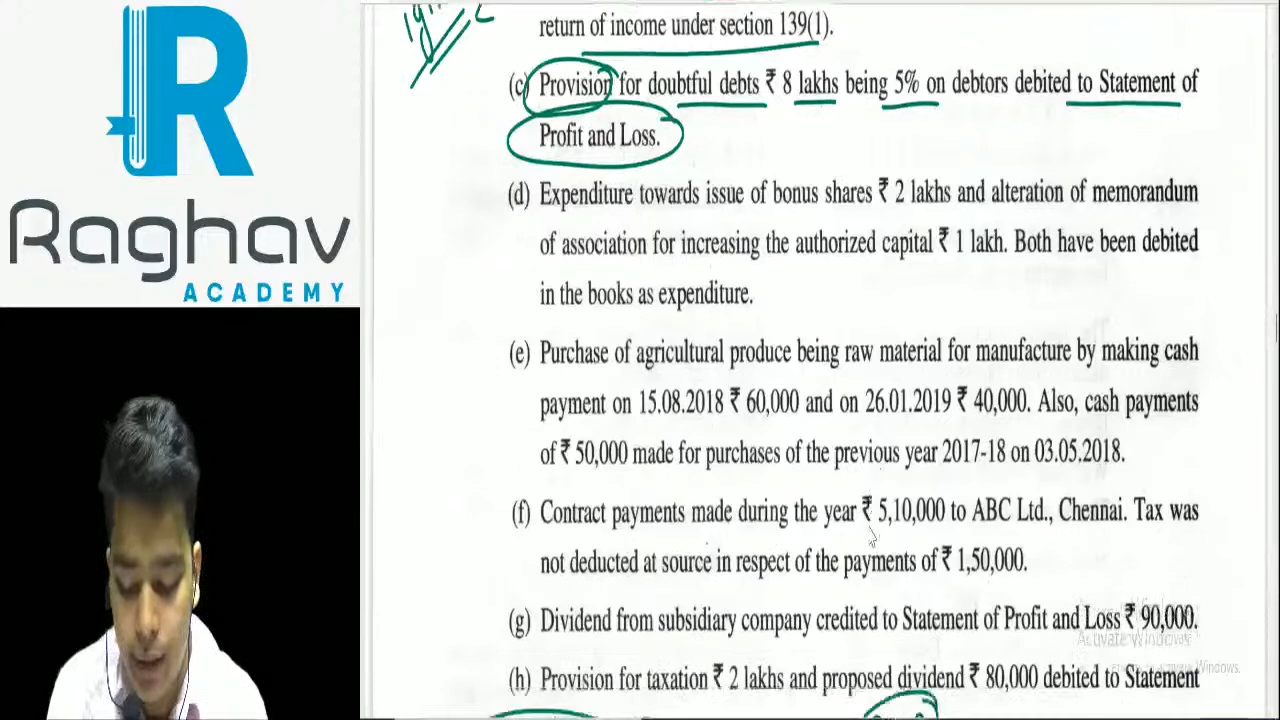 return of income under section 139(1).
(c) Provision for doubtful debts ₹ 8 lakhs being 5% on debtors debited to Statement of
Profit and Loss.
(d) Expenditure towards issue of bonus shares ₹ 2 lakhs and alteration of memorandum
of association for increasing the authorized capital ₹ 1 lakh. Both have been debited
in the books as expenditure.
(e) Purchase of agricultural produce being raw material for manufacture by making cash
payment on 15.08.2018 ₹ 60,000 and on 26.01.2019 ₹ 40,000. Also, cash payments
of ₹ 50,000 made for purchases of the previous year 2017-18 on 03.05.2018.
(f) Contract payments made during the year ₹ 5,10,000 to ABC Ltd., Chennai. Tax was
not deducted at source in respect of the payments of ₹ 1,50,000.
(g) Dividend from subsidiary company credited to Statement of Profit and Loss ₹ 90,000.
(h) Provision for taxation ₹ 2 lakhs and proposed dividend ₹ 80,000 debited to Statement
R
Raghav
ACADEMY
Activate Windows
Windows.